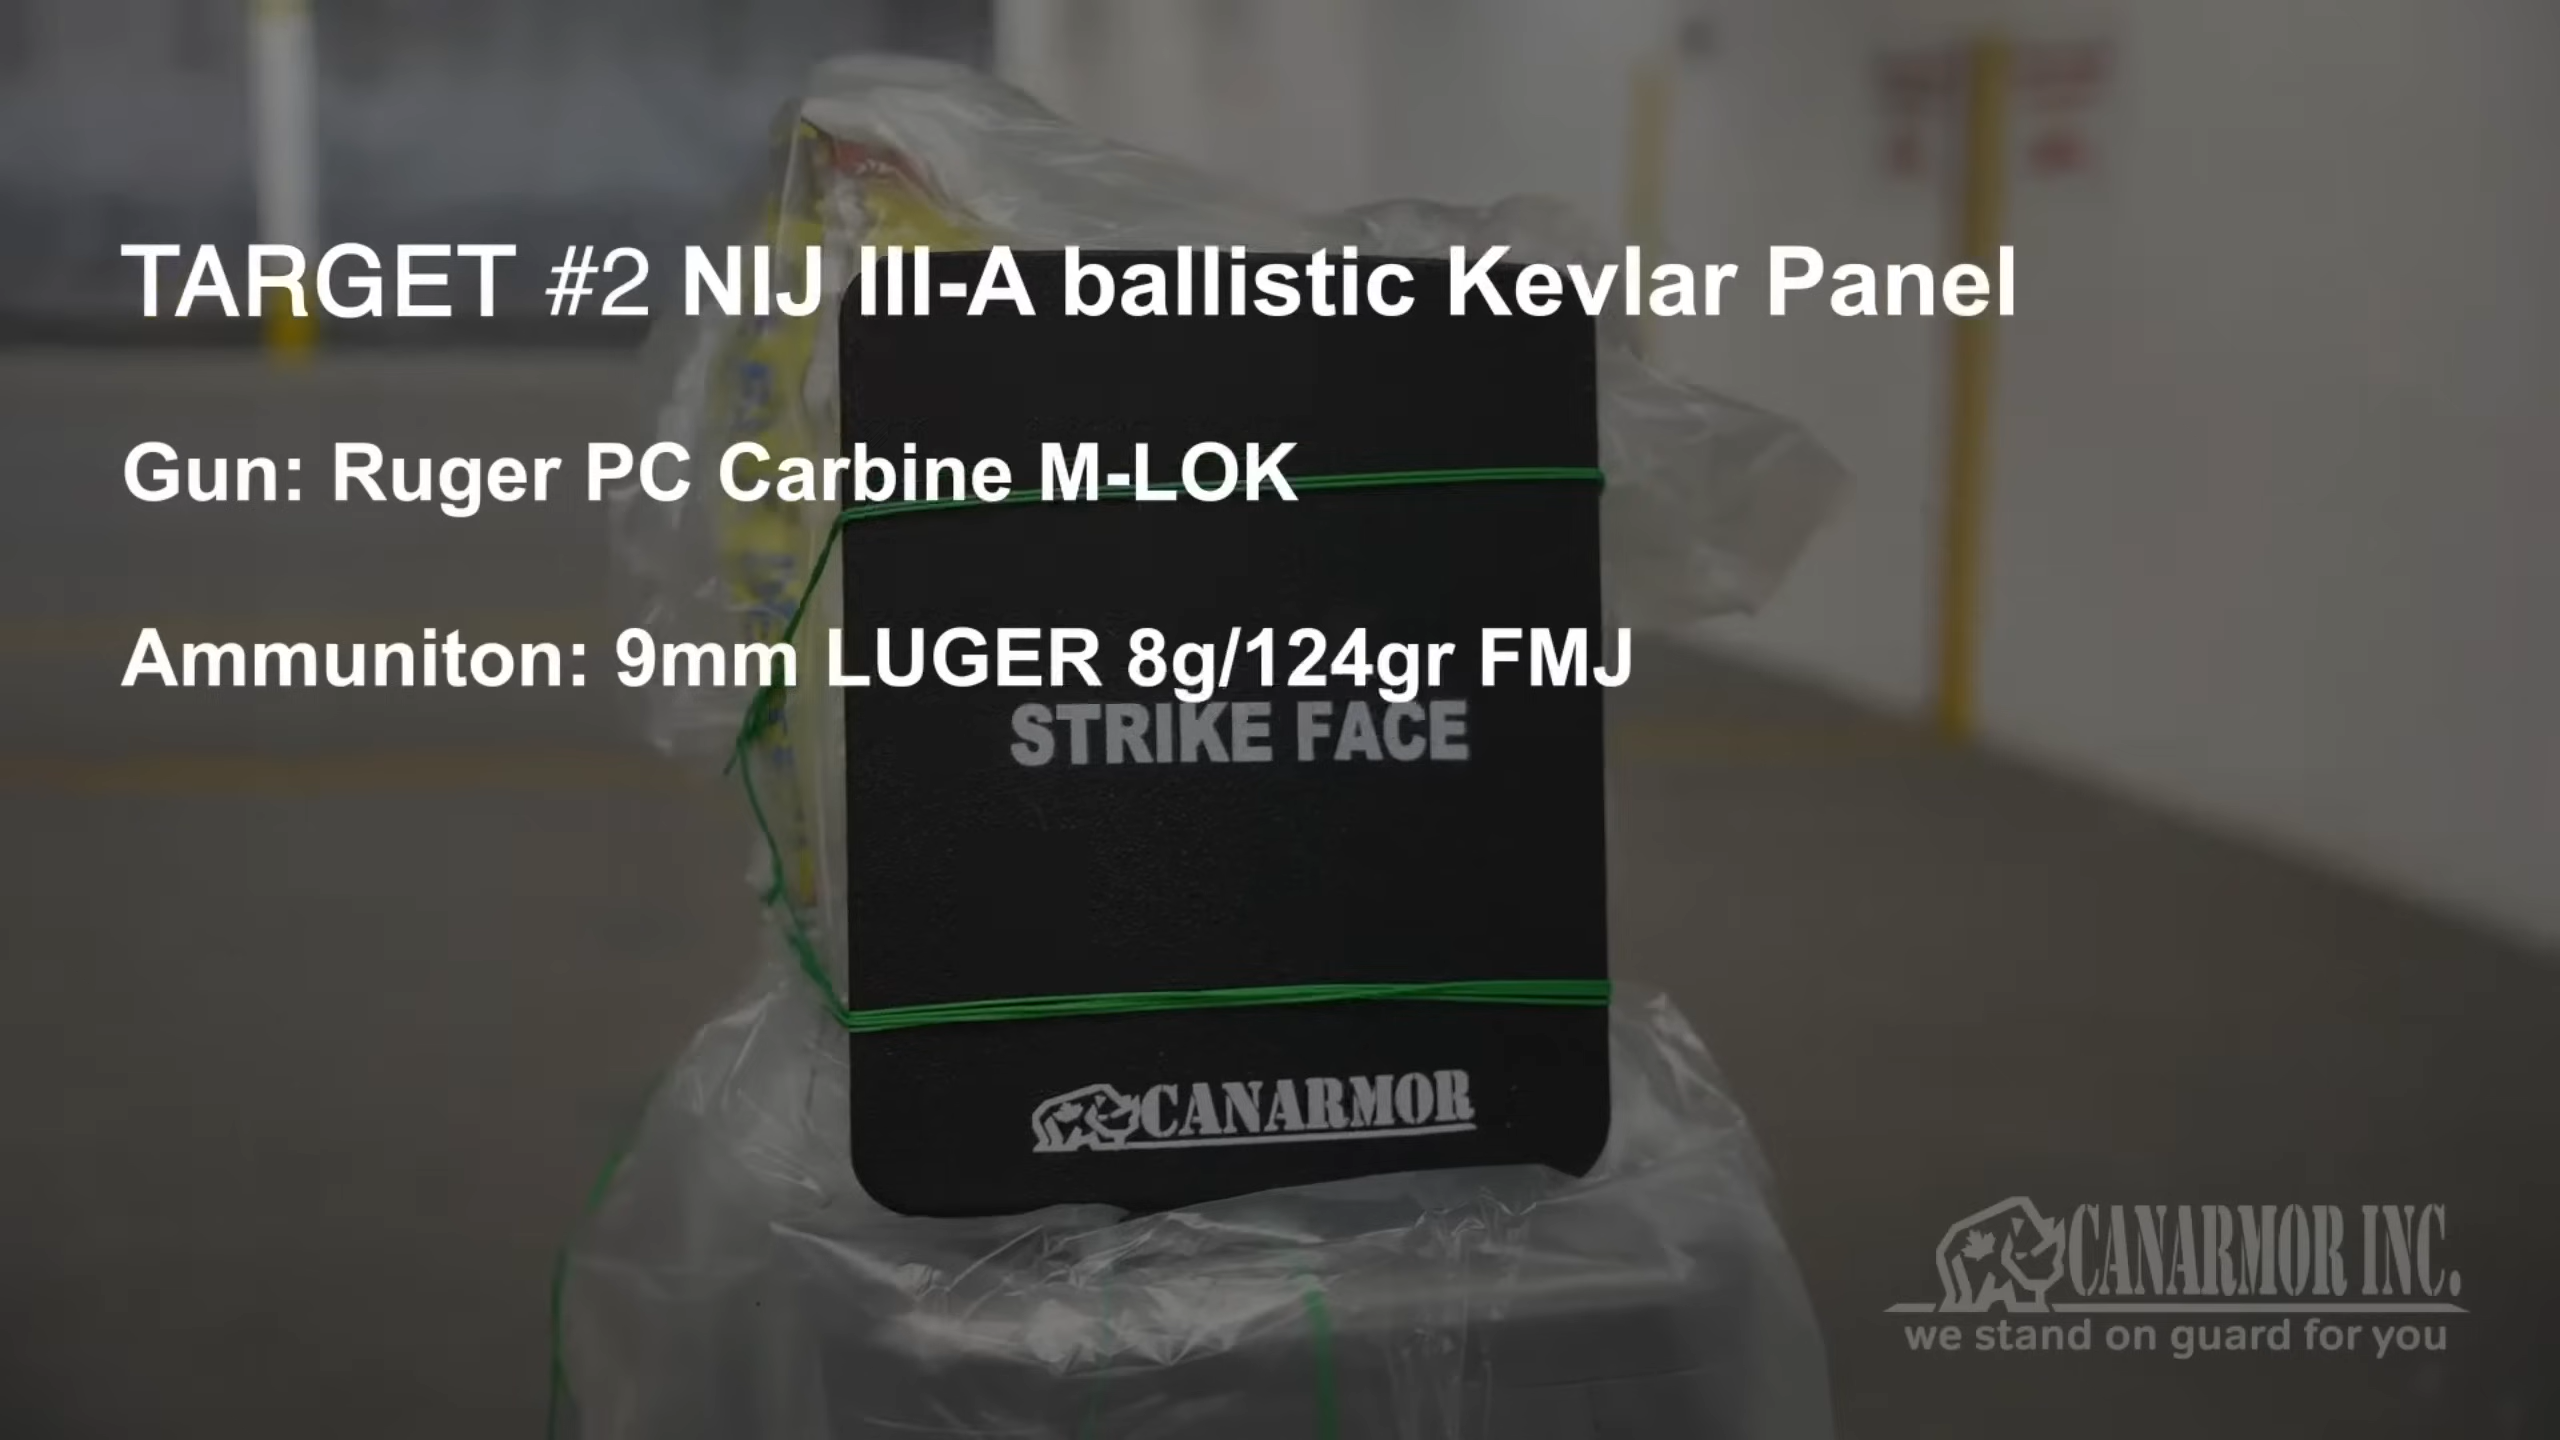 TARGET #2 NIJ III-A ballistic Kevlar Panel
Gun: Ruger PC Carbine M-LOK
Ammuniton: 9mm LUGER 8g/124gr FMJ
STRIKE FACE
CANARMOR
CANARMOR INC.
we stand on guard for you